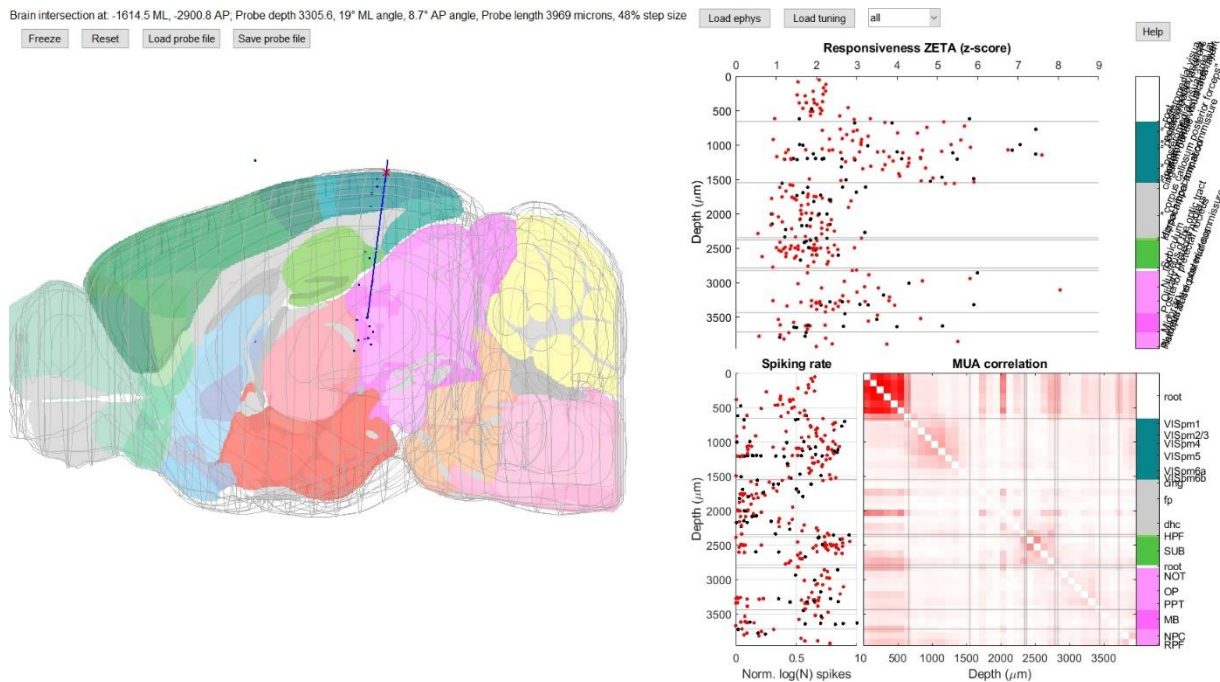 Brain intersection at: -1614.5 ML, -2900.8 AP; Probe depth 3305.6, 19° ML angle, 8.7° AP angle, Probe length 3969 microns, 48% step size
Load ephys
Load tuning
all
Freeze
Reset
Load probe file
Save probe file
Help
Responsiveness ZETA (z-score)
0 1 2 3 4 5 6 7 8 9
0
500
1000
1500
2000
2500
3000
3500
Depth (μm)
Spiking rate
MUA correlation
0
500
1000
1500
2000
2500
3000
3500
Depth (μm)
0 0.5 10
Norm. log(N) spikes
500 1000 1500 2000 2500 3000 3500
Depth (μm)
root
VISpm1
VISpm2/3
VISpm4
VISpm5
VISpm6a
VISpm6b
cing
fp
dhc
HPF
SUB
root
NOT
OP
PPT
MB
NPC
RPF